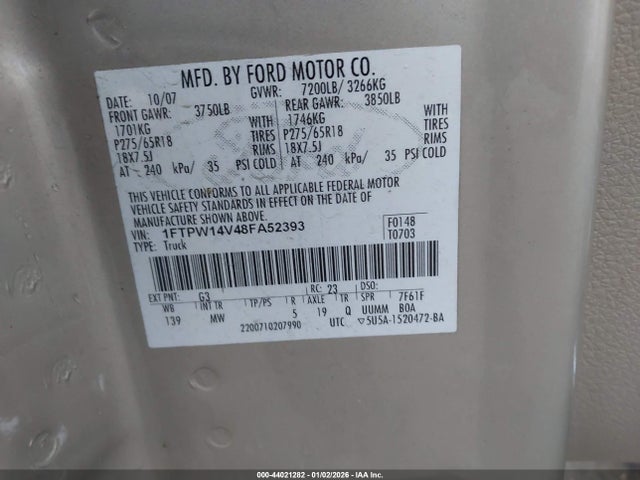 MFD. BY FORD MOTOR CO.
DATE: 10/07 GVWR: 7200LB/ 3266KG
FRONT GAWR: 3750LB REAR GAWR: 3850LB
1701KG WITH 1746KG WITH
P275/65R18 TIRES P275/65R18 TIRES
18X7.5J RIMS 18X7.5J RIMS
AT 240 kPa/ 35 PSI COLD AT 240 kPa/ 35 PSI COLD
THIS VEHICLE CONFORMS TO ALL APPLICABLE FEDERAL MOTOR
VEHICLE SAFETY STANDARDS IN EFFECT ON THE DATE OF
MANUFACTURE SHOWN ABOVE.
VIN: 1FTPW14V48FA52393 F0148
TYPE: Truck T0703
EXT PNT: G3 RC: 23 DSO:
WB INT TR TP/PS R AXLE TR SPR 7F61F
139 MW 5 19 Q UUMM BOA
2200710207990 UTC ▽5U5A-1520472-BA
000-44021282 - 01/02/2026 - IAA Inc.